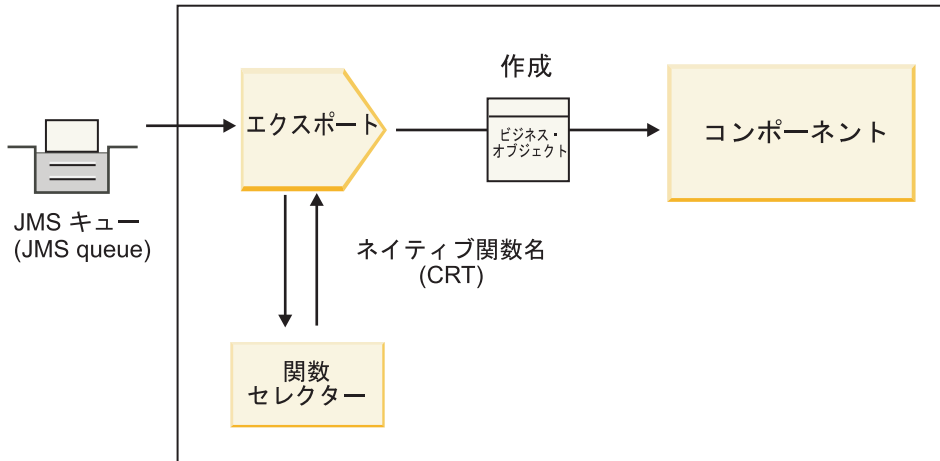 作成
エクスポート
ビジネス・
オブジェクト
コンポーネント
JMS キュー
(JMS queue)
ネイティブ関数名
(CRT)
関数
セレクター